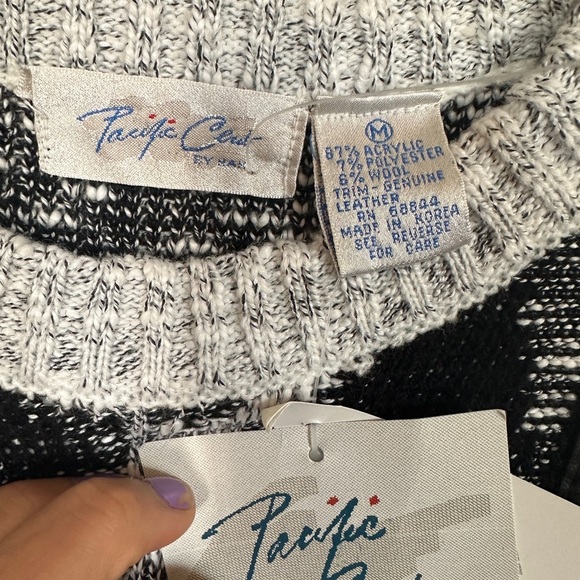 Pacific
BY
M
87% ACRYLIC
7% POLYESTER
6% WOOL
TRIM-GENUINE
LEATHER
RN 68844
MADE IN KOREA
SEE REVERSE
FOR CARE
Pacific